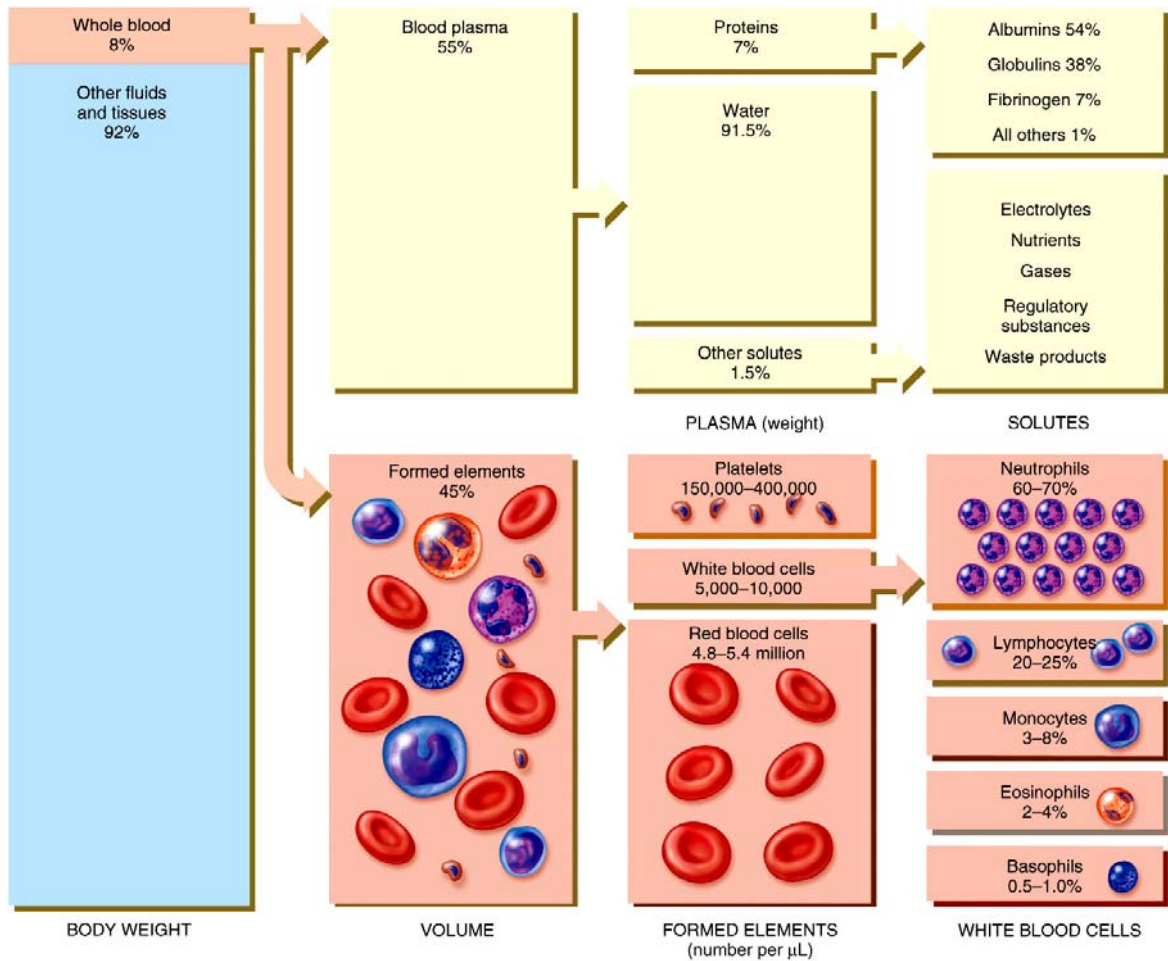 Whole blood
8%
Other fluids
and tissues
92%
BODY WEIGHT
Blood plasma
55%
Formed elements
45%
VOLUME
Proteins
7%
Water
91.5%
Other solutes
1.5%
PLASMA (weight)
Platelets
150,000–400,000
White blood cells
5,000–10,000
Red blood cells
4.8–5.4 million
FORMED ELEMENTS
(number per μL)
Albumins 54%
Globulins 38%
Fibrinogen 7%
All others 1%
Electrolytes
Nutrients
Gases
Regulatory
substances
Waste products
SOLUTES
Neutrophils
60–70%
Lymphocytes
20–25%
Monocytes
3–8%
Eosinophils
2–4%
Basophils
0.5–1.0%
WHITE BLOOD CELLS